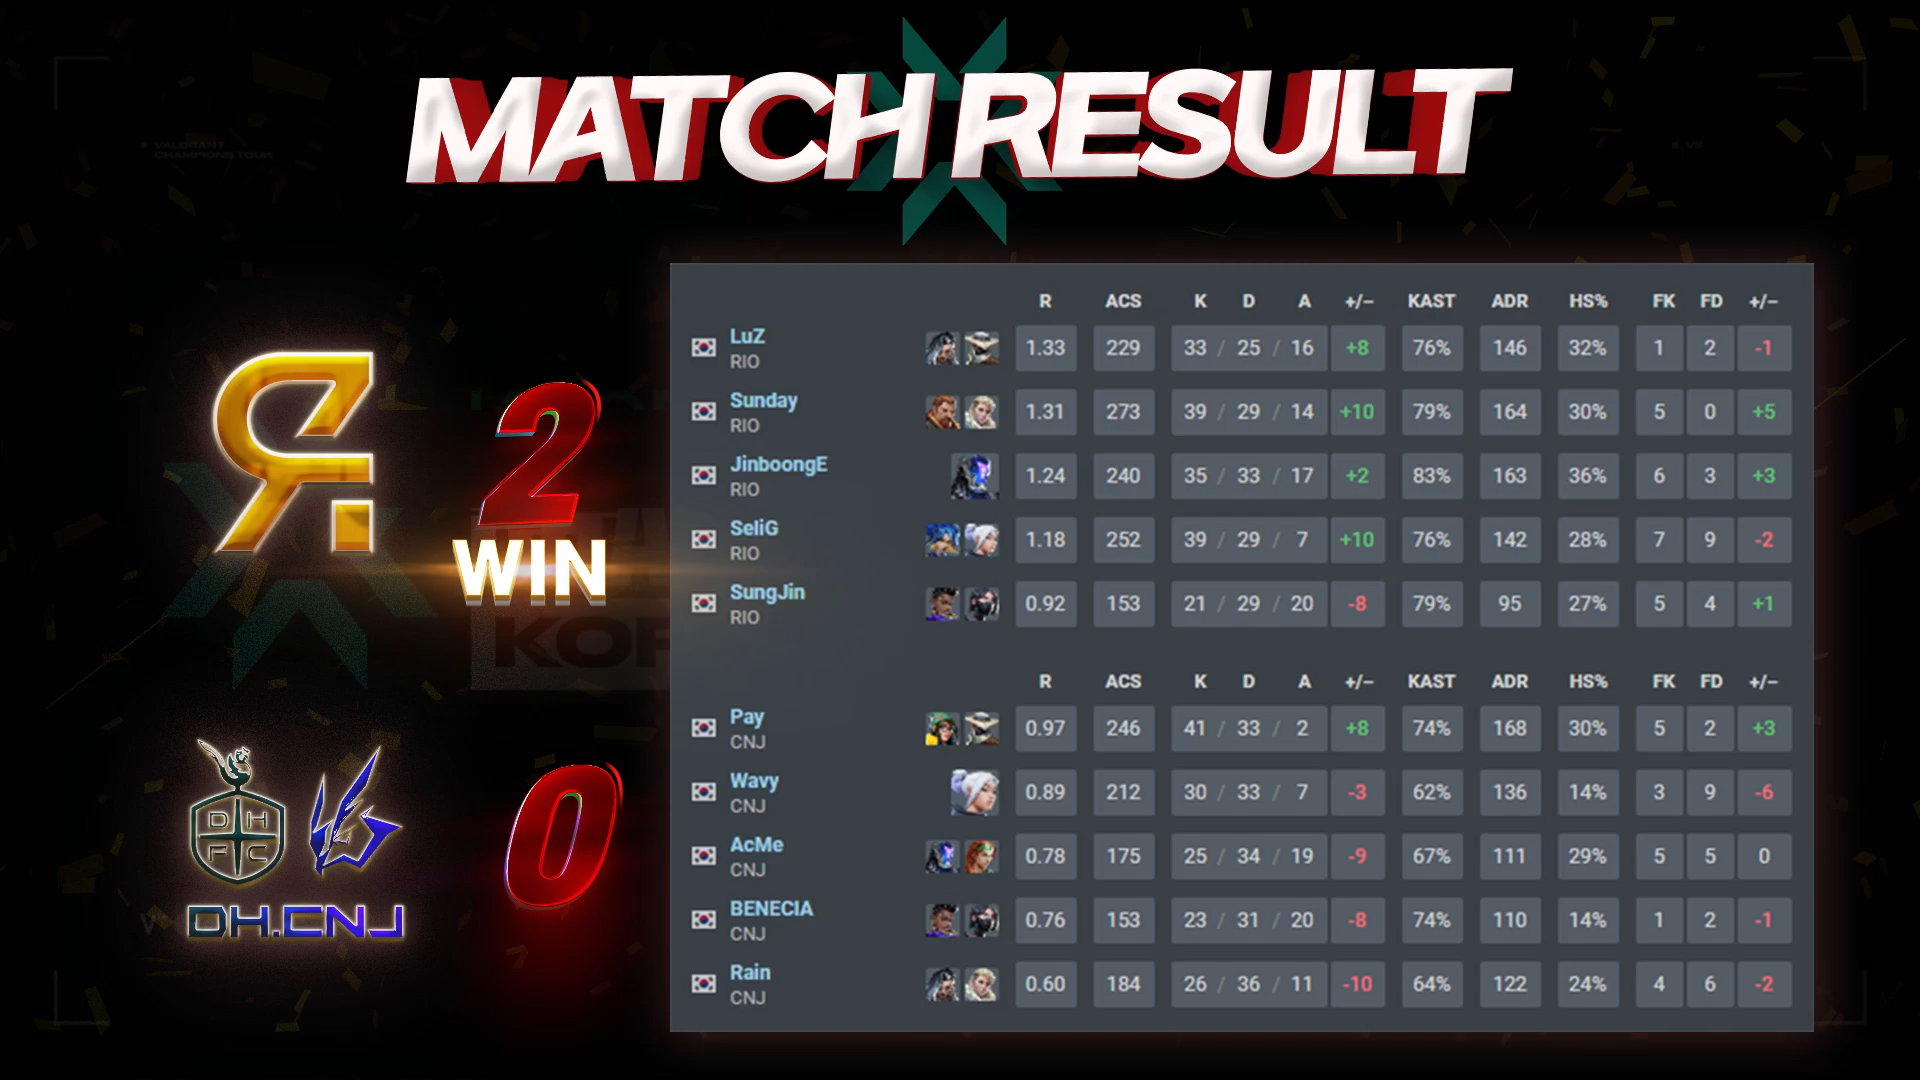 MATCH RESULT
VALORANT
CHAMPIONS TOUR
2
WIN
KOR
DH
FC
DH.CNJ
0
R ACS K D A +/− KAST ADR HS% FK FD +/−
LuZ
RIO
1.33 229 33 / 25 / 16 +8 76% 146 32% 1 2 -1
Sunday
RIO
1.31 273 39 / 29 / 14 +10 79% 164 30% 5 0 +5
JinboongE
RIO
1.24 240 35 / 33 / 17 +2 83% 163 36% 6 3 +3
SeliG
RIO
1.18 252 39 / 29 / 7 +10 76% 142 28% 7 9 -2
SungJin
RIO
0.92 153 21 / 29 / 20 -8 79% 95 27% 5 4 +1
R ACS K D A +/− KAST ADR HS% FK FD +/−
Pay
CNJ
0.97 246 41 / 33 / 2 +8 74% 168 30% 5 2 +3
Wavy
CNJ
0.89 212 30 / 33 / 7 -3 62% 136 14% 3 9 -6
AcMe
CNJ
0.78 175 25 / 34 / 19 -9 67% 111 29% 5 5 0
BENECIA
CNJ
0.76 153 23 / 31 / 20 -8 74% 110 14% 1 2 -1
Rain
CNJ
0.60 184 26 / 36 / 11 -10 64% 122 24% 4 6 -2